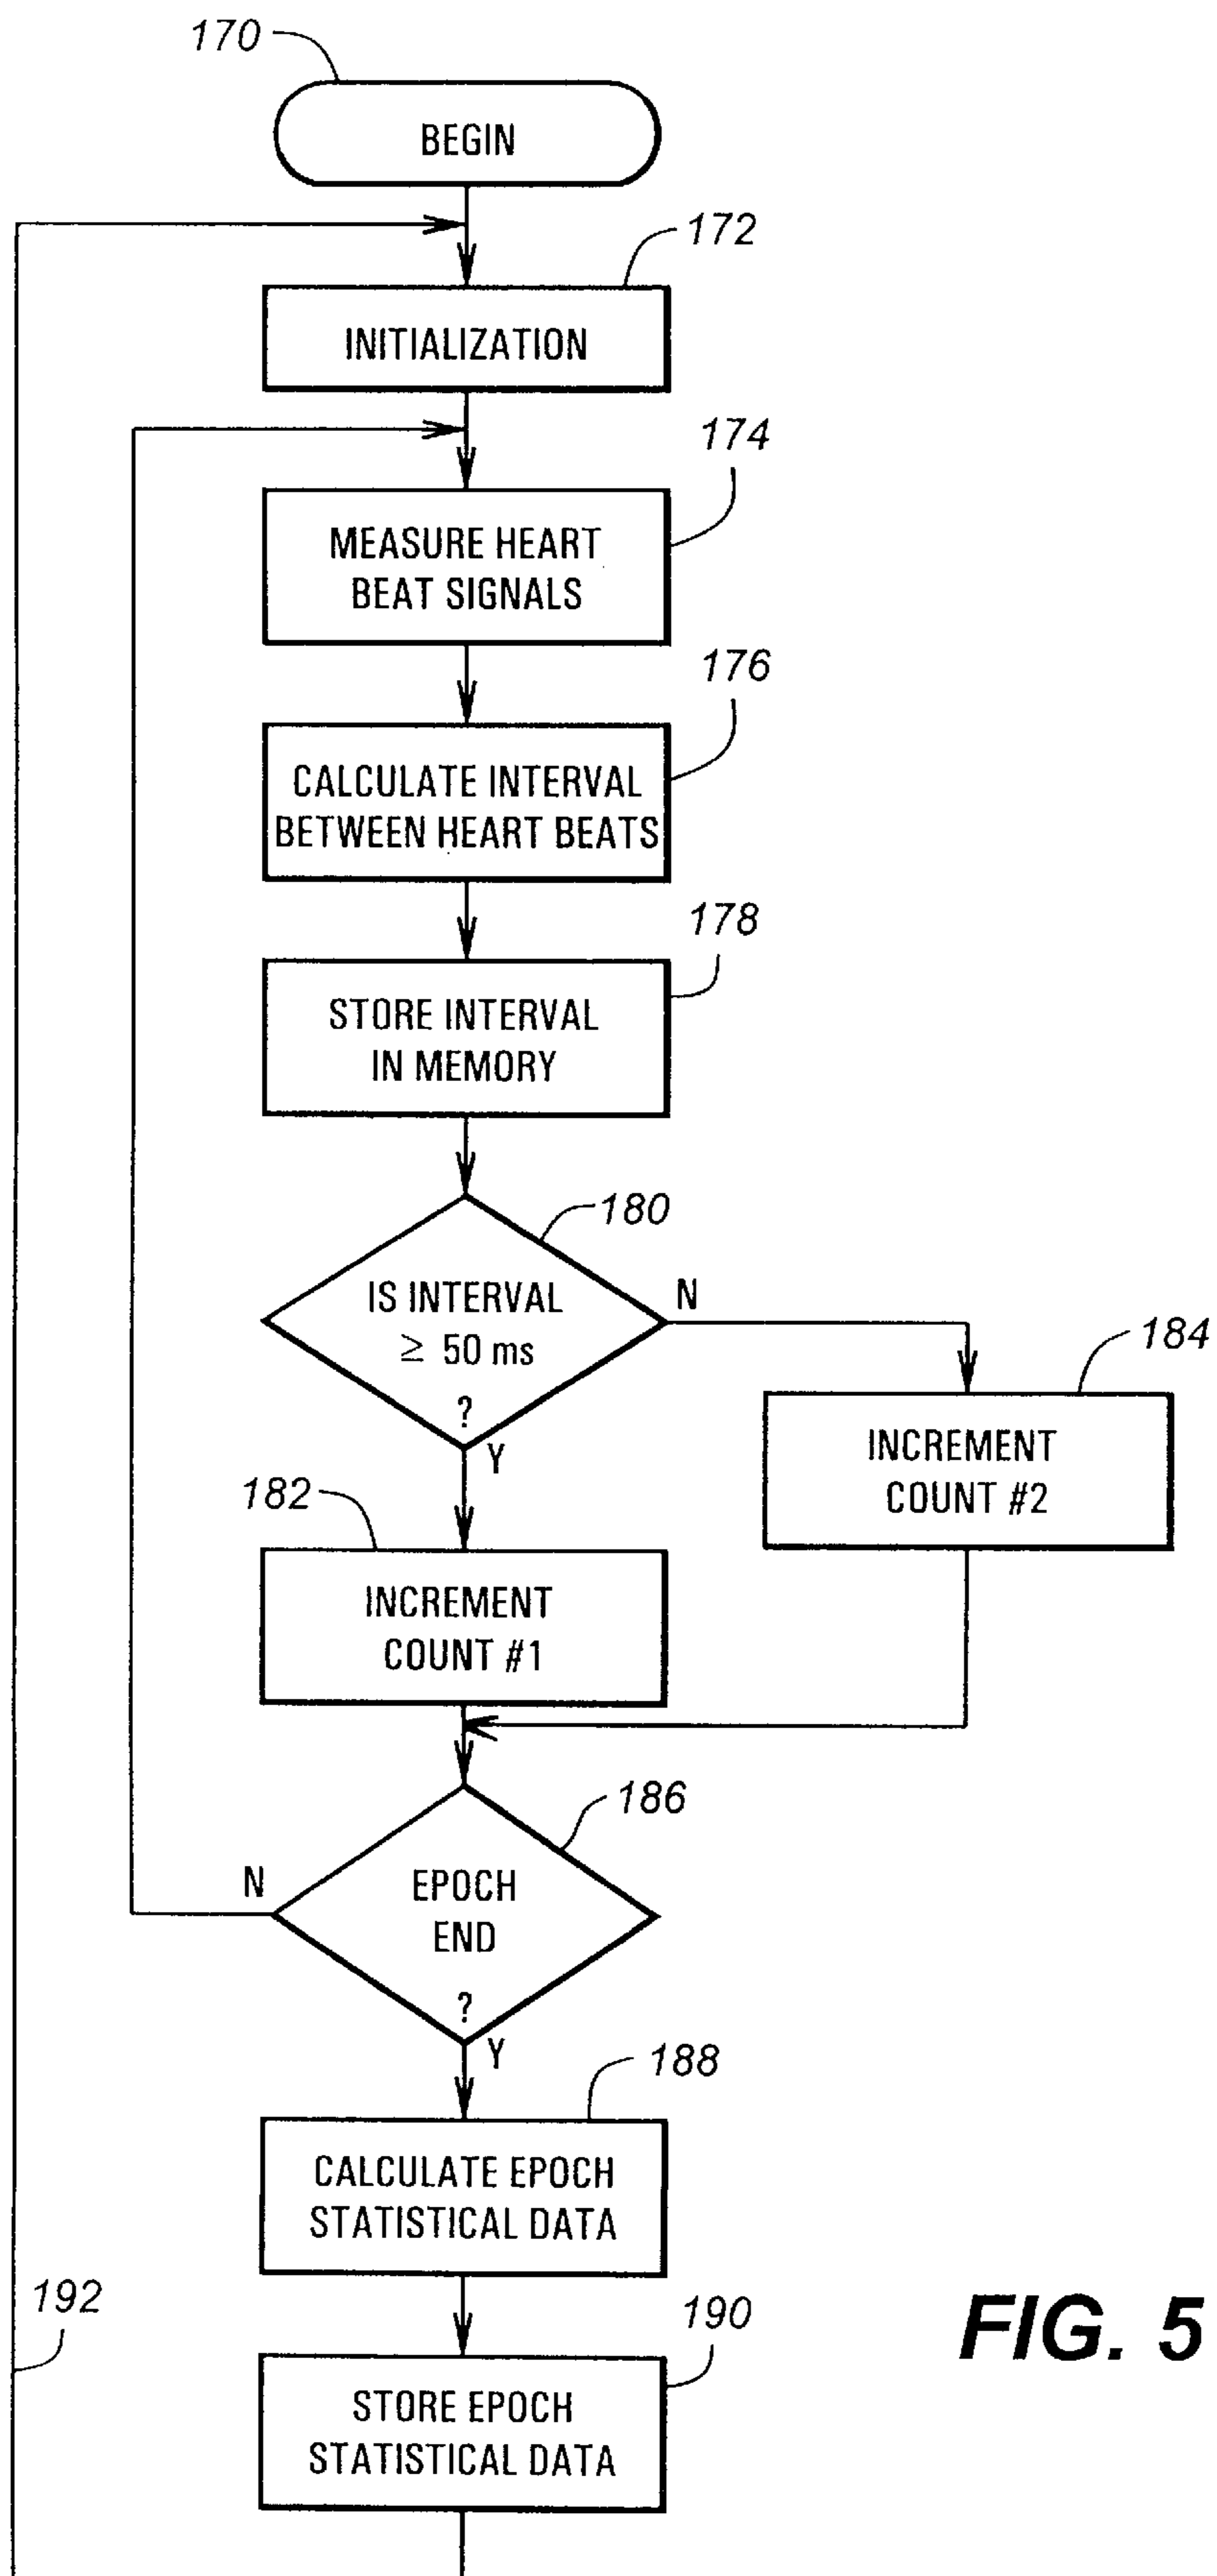 170
BEGIN
172
INITIALIZATION
174
MEASURE HEART
BEAT SIGNALS
176
CALCULATE INTERVAL
BETWEEN HEART BEATS
178
STORE INTERVAL
IN MEMORY
180
IS INTERVAL
≥ 50 ms
?
N
Y
184
INCREMENT
COUNT #2
182
INCREMENT
COUNT #1
186
EPOCH
END
?
N
Y
188
CALCULATE EPOCH
STATISTICAL DATA
192
190
STORE EPOCH
STATISTICAL DATA
FIG. 5